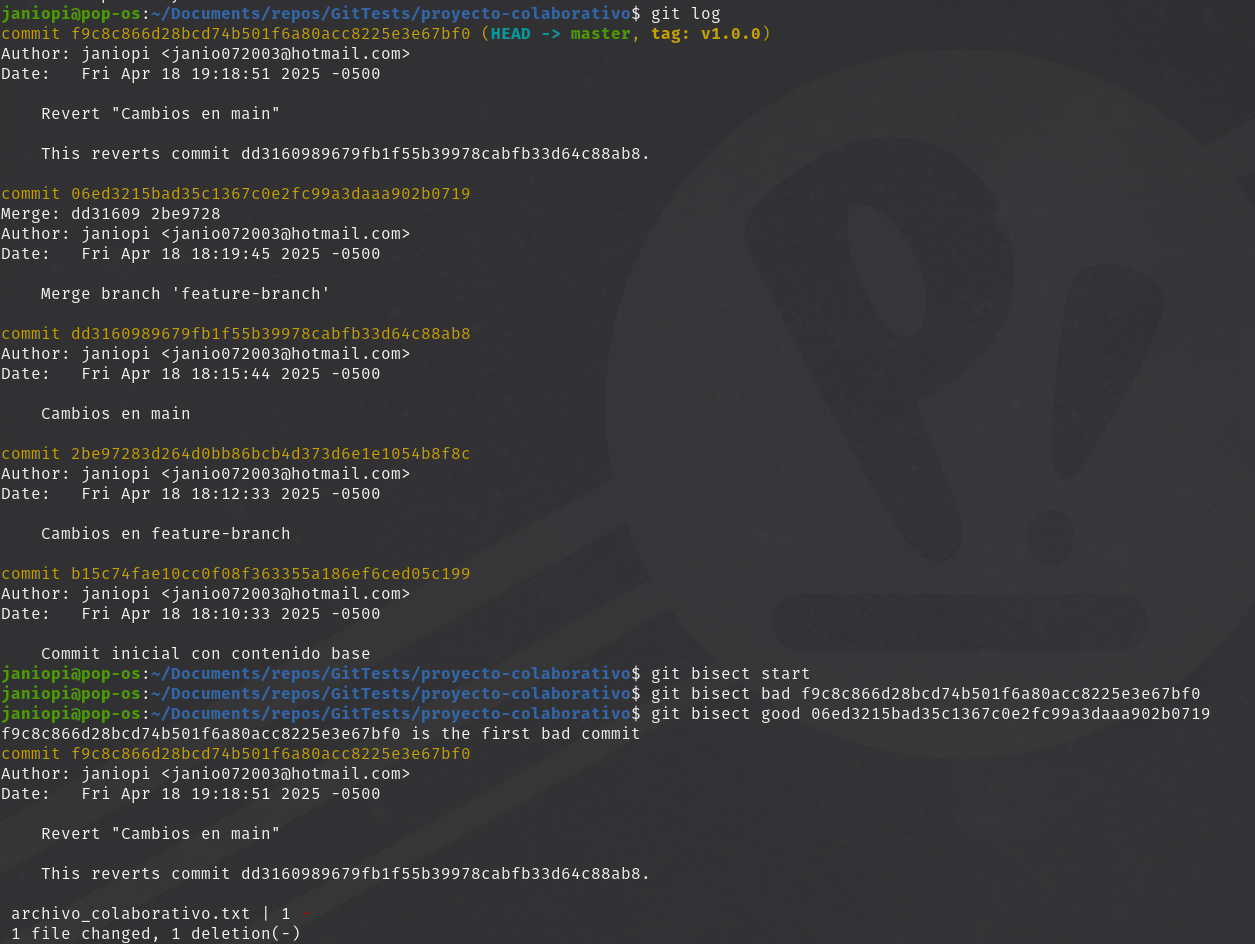 janiopi@pop-os:~/Documents/repos/GitTests/proyecto-colaborativo$ git log
commit f9c8c866d28bcd74b501f6a80acc8225e3e67bf0 (HEAD -> master, tag: v1.0.0)
Author: janiopi <janio072003@hotmail.com>
Date:   Fri Apr 18 19:18:51 2025 -0500
    Revert "Cambios en main"
    This reverts commit dd3160989679fb1f55b39978cabfb33d64c88ab8.
commit 06ed3215bad35c1367c0e2fc99a3daaa902b0719
Merge: dd31609 2be9728
Author: janiopi <janio072003@hotmail.com>
Date:   Fri Apr 18 18:19:45 2025 -0500
    Merge branch 'feature-branch'
commit dd3160989679fb1f55b39978cabfb33d64c88ab8
Author: janiopi <janio072003@hotmail.com>
Date:   Fri Apr 18 18:15:44 2025 -0500
    Cambios en main
commit 2be97283d264d0bb86bcb4d373d6e1e1054b8f8c
Author: janiopi <janio072003@hotmail.com>
Date:   Fri Apr 18 18:12:33 2025 -0500
    Cambios en feature-branch
commit b15c74fae10cc0f08f363355a186ef6ced05c199
Author: janiopi <janio072003@hotmail.com>
Date:   Fri Apr 18 18:10:33 2025 -0500
    Commit inicial con contenido base
janiopi@pop-os:~/Documents/repos/GitTests/proyecto-colaborativo$ git bisect start
janiopi@pop-os:~/Documents/repos/GitTests/proyecto-colaborativo$ git bisect bad f9c8c866d28bcd74b501f6a80acc8225e3e67bf0
janiopi@pop-os:~/Documents/repos/GitTests/proyecto-colaborativo$ git bisect good 06ed3215bad35c1367c0e2fc99a3daaa902b0719
f9c8c866d28bcd74b501f6a80acc8225e3e67bf0 is the first bad commit
commit f9c8c866d28bcd74b501f6a80acc8225e3e67bf0
Author: janiopi <janio072003@hotmail.com>
Date:   Fri Apr 18 19:18:51 2025 -0500
    Revert "Cambios en main"
    This reverts commit dd3160989679fb1f55b39978cabfb33d64c88ab8.
 archivo_colaborativo.txt | 1 -
 1 file changed, 1 deletion(-)